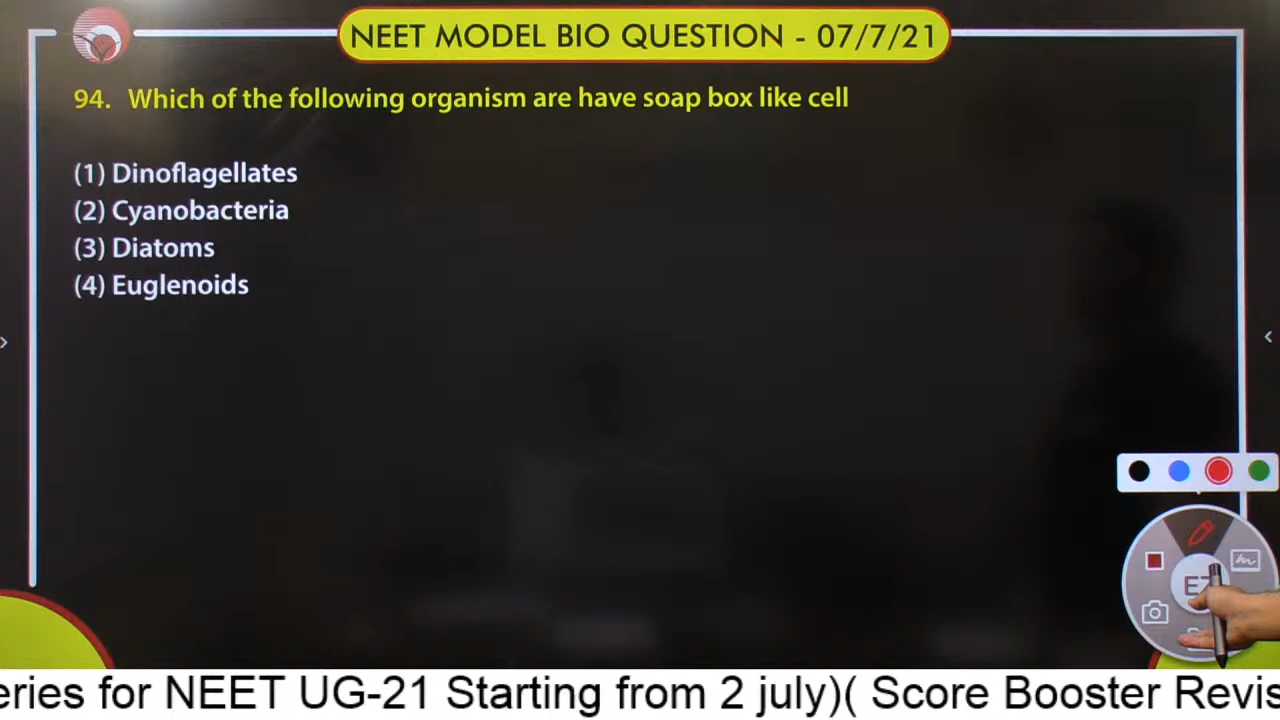 NEET MODEL BIO QUESTION - 07/7/21
94. Which of the following organism are have soap box like cell
(1) Dinoflagellates
(2) Cyanobacteria
(3) Diatoms
(4) Euglenoids
eries for NEET UG-21 Starting from 2 july)( Score Booster Revis